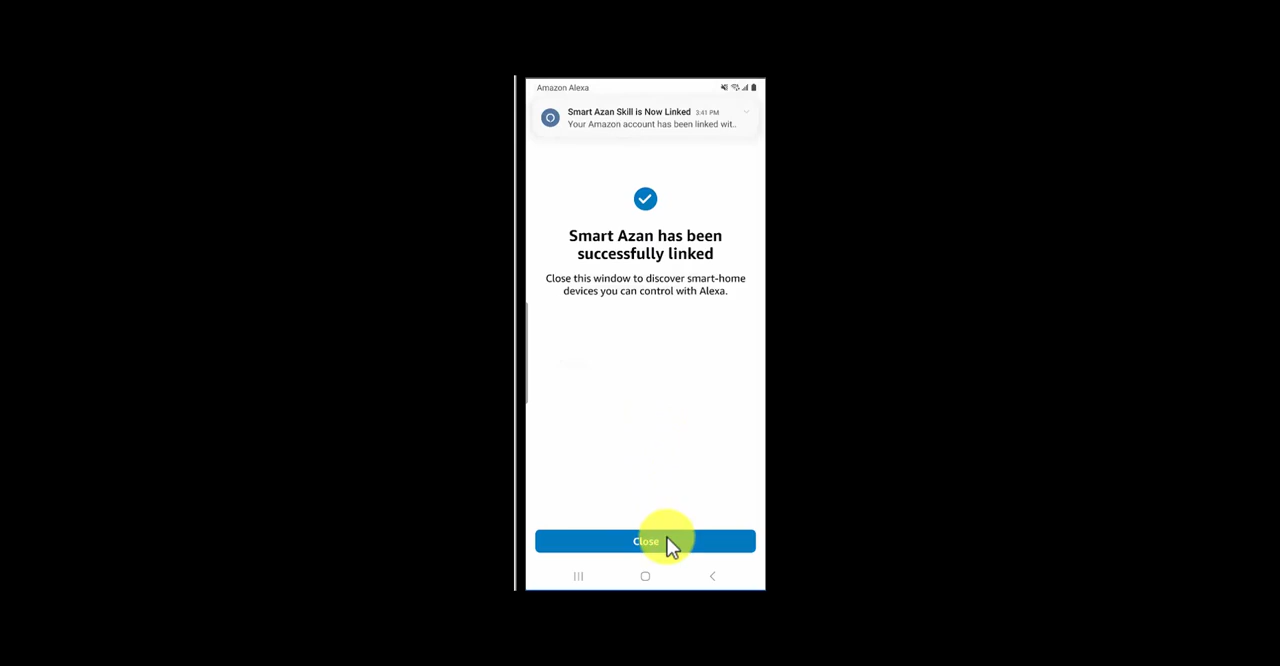 Amazon Alexa
Smart Azan Skill is Now Linked 3:41 PM
Your Amazon account has been linked wit..
Smart Azan has been
successfully linked
Close this window to discover smart-home
devices you can control with Alexa.
Close